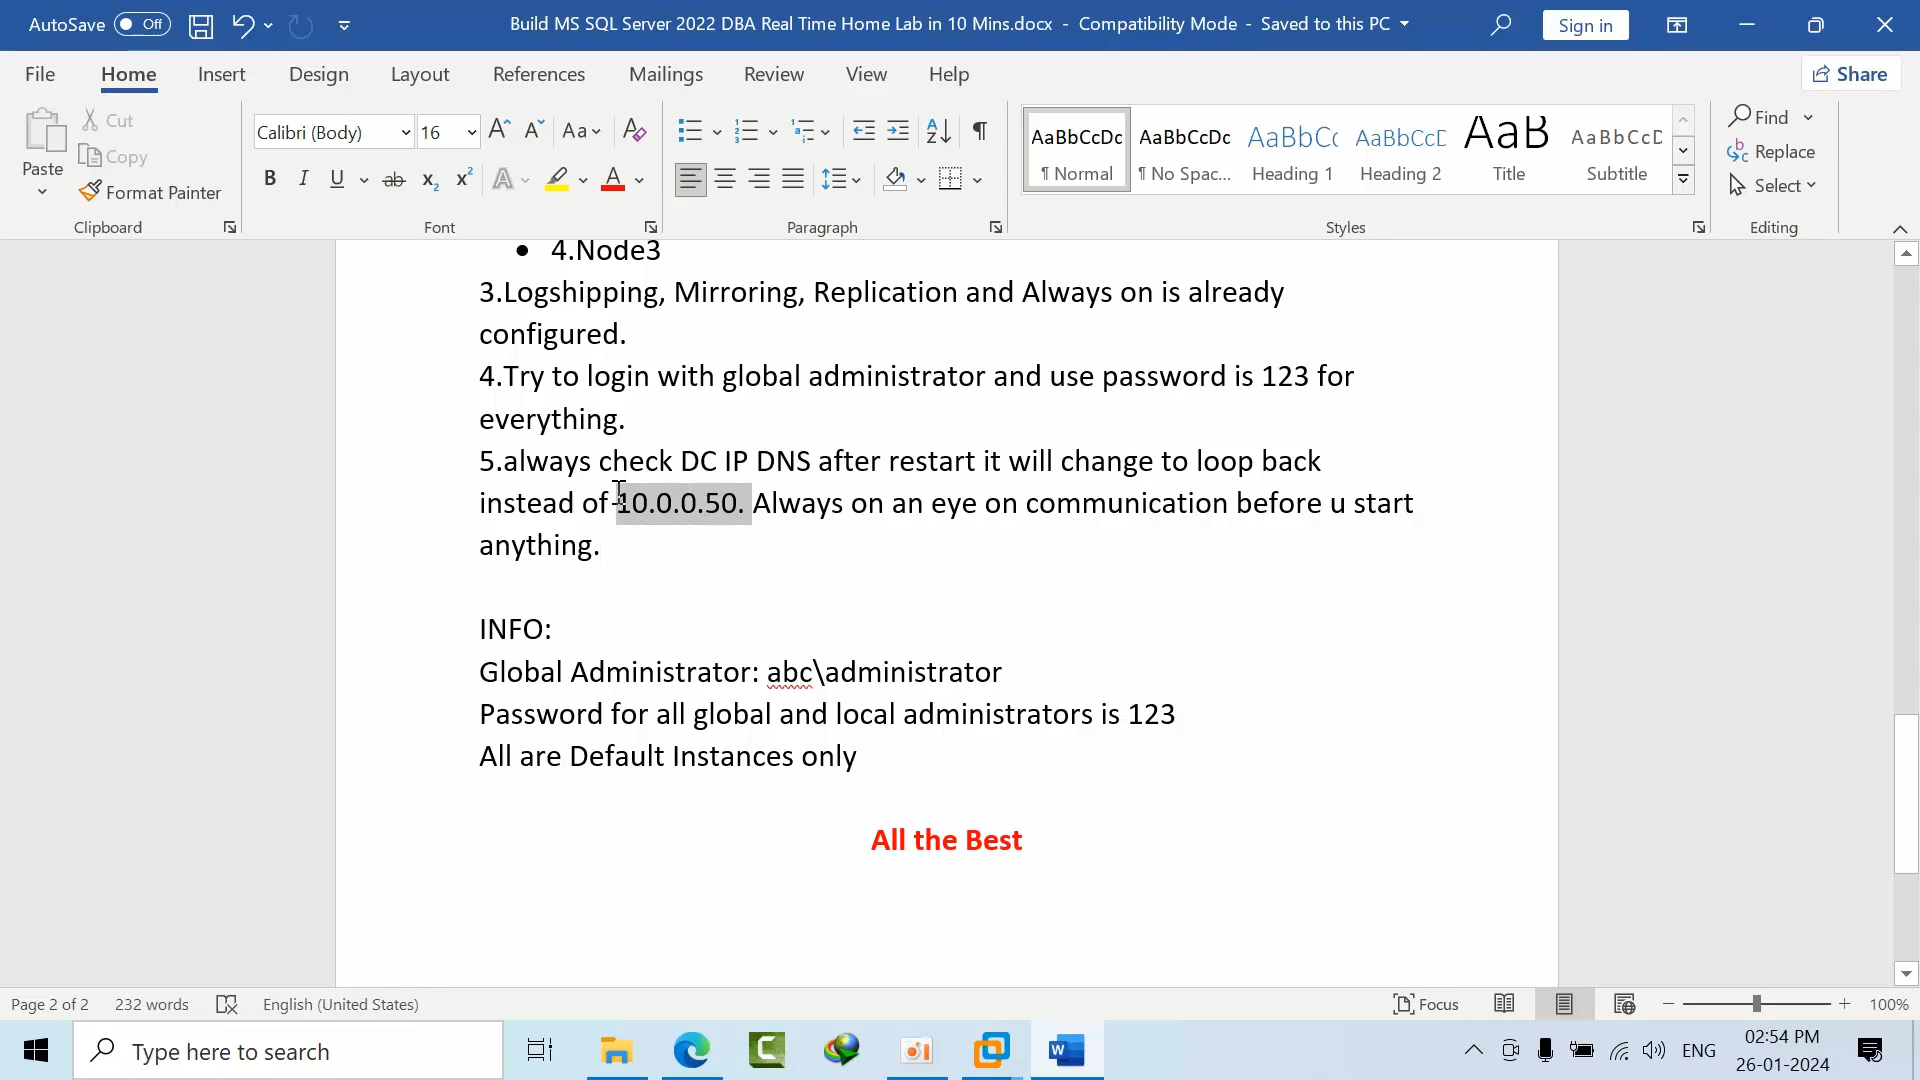 AutoSave Off Build MS SQL Server 2022 DBA Real Time Home Lab in 10 Mins.docx - Compatibility Mode - Saved to this PC Sign in
File Home Insert Design Layout References Mailings Review View Help Share
Paste
Cut
Copy
Format Painter
Clipboard
Calibri (Body) 16
Font
Paragraph
AaBbCcDc AaBbCcDc AaBbCc AaBbCcD AaB AaBbCcD
¶ Normal ¶ No Spac... Heading 1 Heading 2 Title Subtitle
Styles
Find
Replace
Select
Editing
4.Node3
3.Logshipping, Mirroring, Replication and Always on is already
configured.
4.Try to login with global administrator and use password is 123 for
everything.
5.always check DC IP DNS after restart it will change to loop back
instead of 10.0.0.50. Always on an eye on communication before u start
anything.
INFO:
Global Administrator: abc\administrator
Password for all global and local administrators is 123
All are Default Instances only
All the Best
Page 2 of 2 232 words English (United States) Focus 100%
Type here to search ENG 02:54 PM
26-01-2024